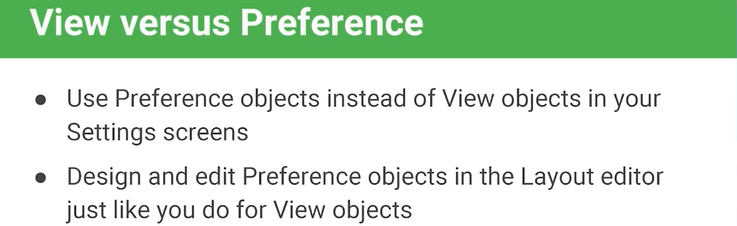 View versus Preference
● Use Preference objects instead of View objects in your
Settings screens
● Design and edit Preference objects in the Layout editor
just like you do for View objects